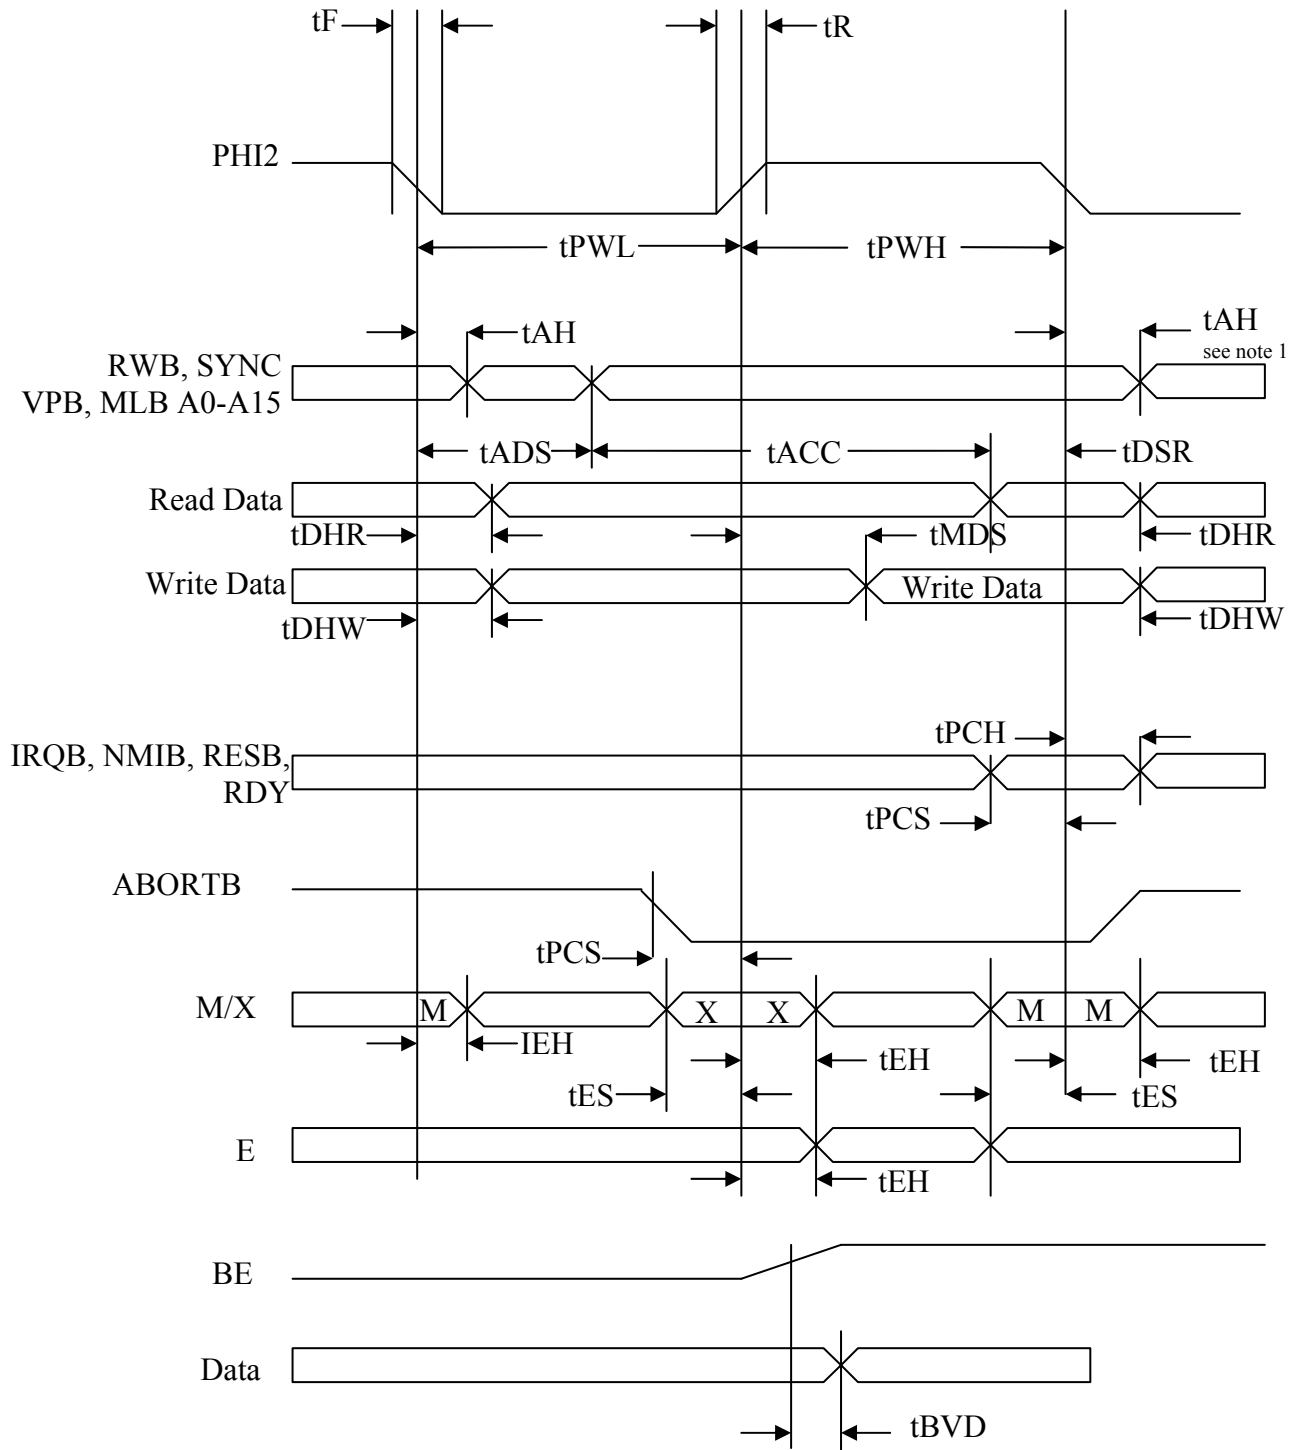 tF
tR
PHI2
tPWL
tPWH
tAH
tAH
see note 1
RWB, SYNC
VPB, MLB A0-A15
tADS
tACC
tDSR
Read Data
tDHR
tMDS
tDHR
Write Data
Write Data
tDHW
tDHW
tPCH
IRQB, NMIB, RESB,
RDY
tPCS
ABORTB
tPCS
M/X
M
X
X
M
M
IEH
tEH
tEH
tES
tES
E
tEH
BE
Data
tBVD